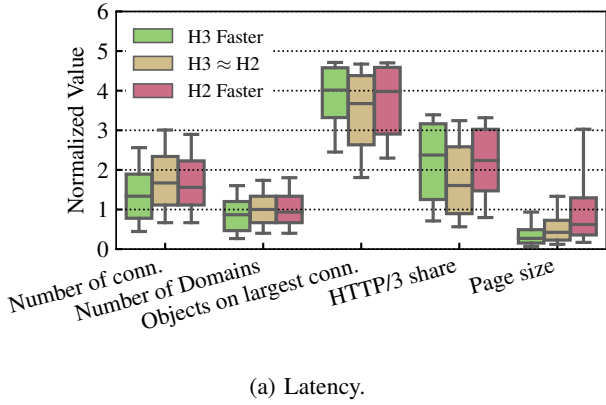 6
5
4
3
2
1
0
Normalized Value
H3 Faster
H3 ≈ H2
H2 Faster
Number of conn.
Number of Domains
Objects on largest conn.
HTTP/3 share
Page size
(a) Latency.